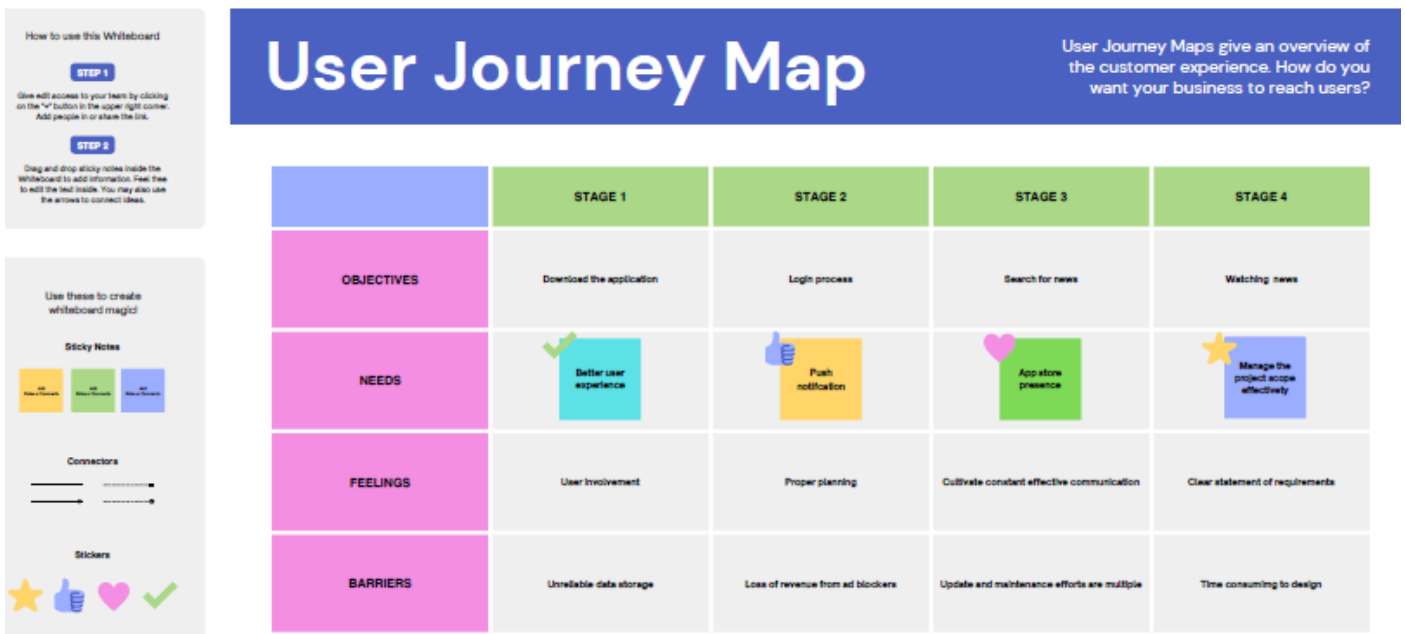 How to use this Whiteboard
STEP 1
Give edit access to your team by clicking
on the "+" button in the upper right corner.
Add people in or share the link.
STEP 2
Drag and drop sticky notes inside the
Whiteboard to add information. Feel free
to edit the text inside. You may also use
the arrows to connect ideas.
Use these to create
whiteboard magic!
Sticky Notes
Connectors
Stickers
User Journey Map
User Journey Maps give an overview of
the customer experience. How do you
want your business to reach users?
STAGE 1 STAGE 2 STAGE 3 STAGE 4
OBJECTIVES Download the application Login process Search for news Watching news
NEEDS
Better user
experience
Push
notification
App store
presence
Manage the
project scope
effectively
FEELINGS User Involvement Proper planning Cultivate constant effective communication Clear statement of requirements
BARRIERS Unreliable data storage Loss of revenue from ad blockers Update and maintenance efforts are multiple Time consumimg to design